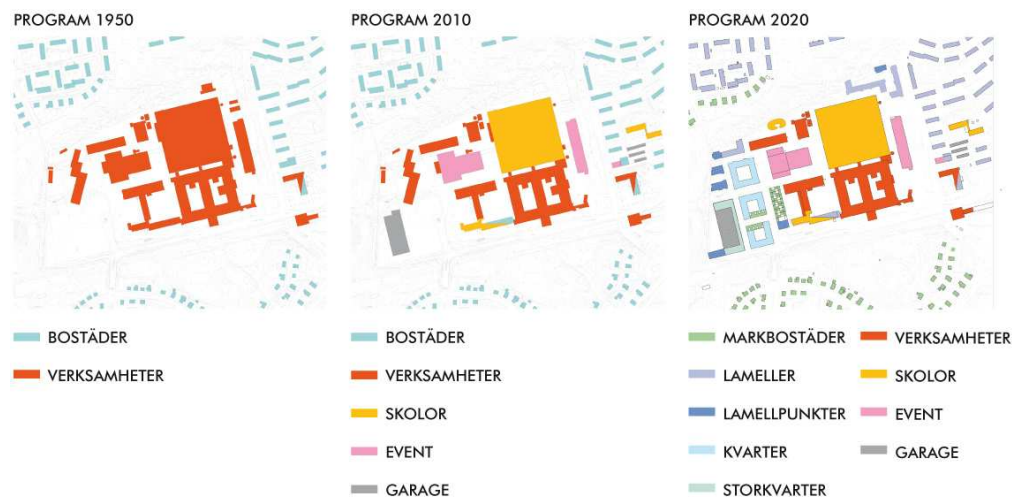 PROGRAM 1950
BOSTÄDER
VERKSAMHETER
PROGRAM 2010
BOSTÄDER
VERKSAMHETER
SKOLOR
EVENT
GARAGE
PROGRAM 2020
MARKBOSTÄDER
LAMELLER
LAMELLPUNKTER
KVARTER
STORKVARTER
VERKSAMHETER
SKOLOR
EVENT
GARAGE